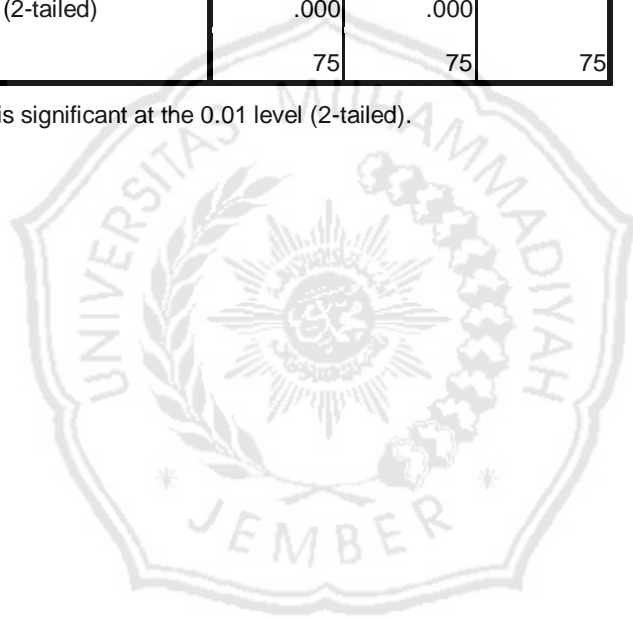 (2-tailed) .000 .000
75 75 75
is significant at the 0.01 level (2-tailed).
UNIVERSITAS MUHAMMADIYAH
* JEMBER *